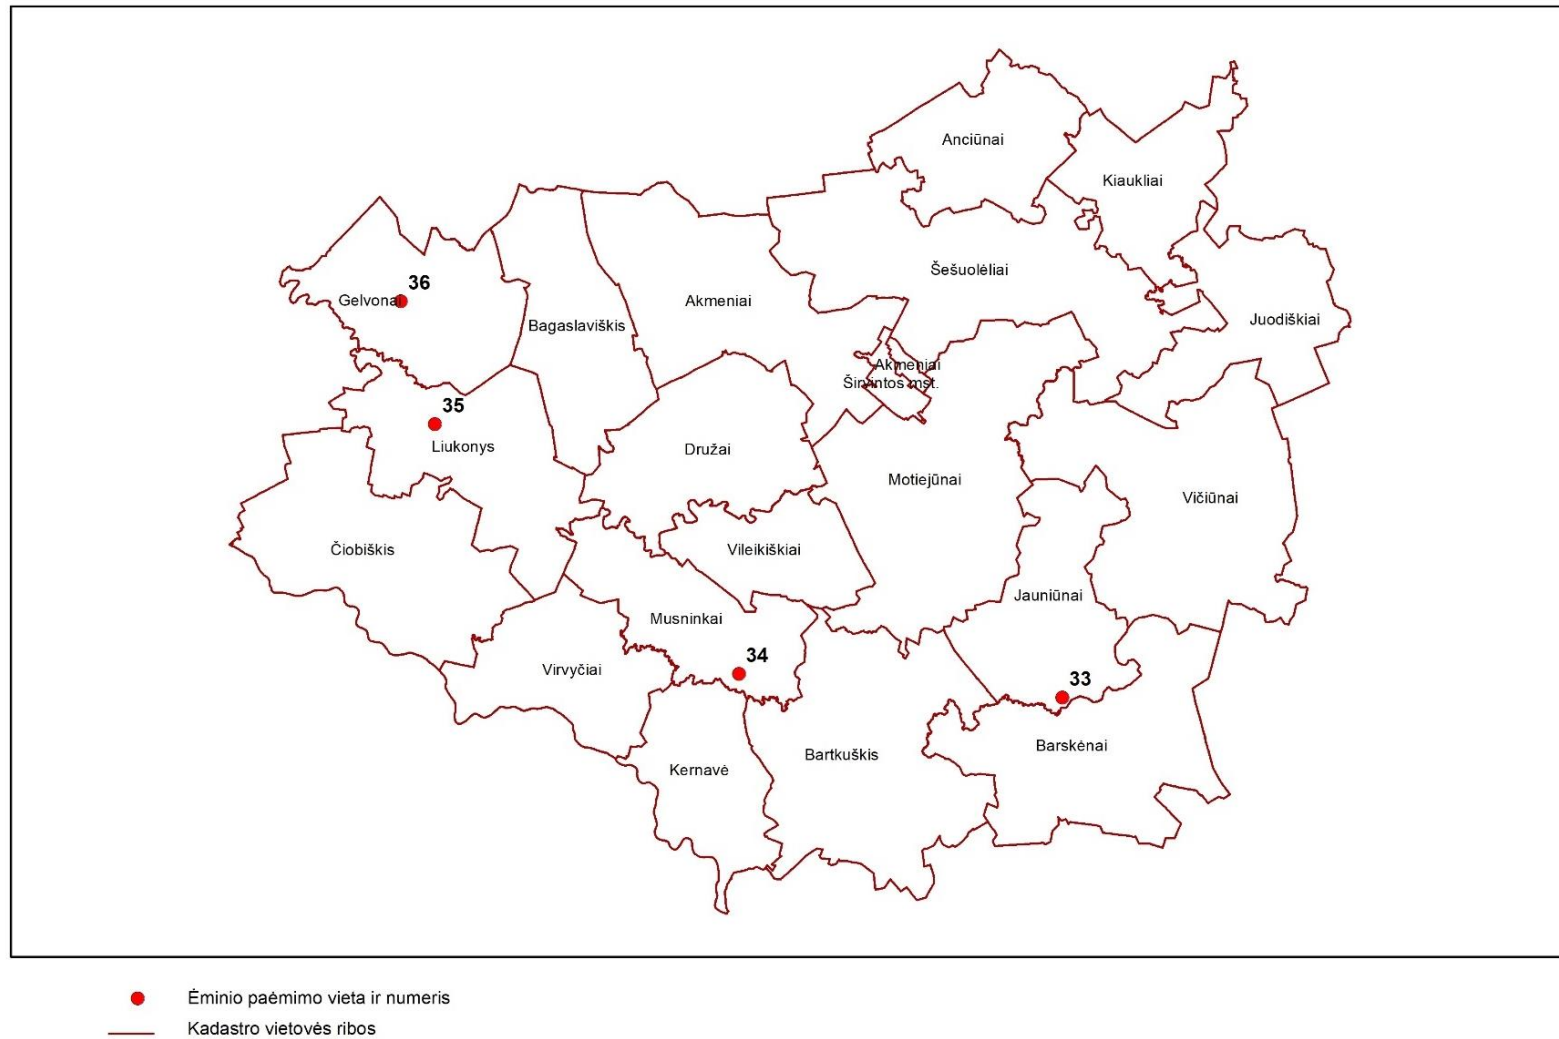 Anciūnai
Kiaukliai
Šešuolėliai
36
Gelvonai
Akmeniai
Bagaslaviškis
Juodiškiai
Akmeniai
Širvintos mst.
35
Liukonys
Družai
Motiejūnai
Vičiūnai
Čiobiškis
Vileikiškiai
Jauniūnai
Musninkai
34
Virvyčiai
33
Barskėnai
Bartkuškis
Kernavė
Ėminio paėmimo vieta ir numeris
Kadastro vietovės ribos